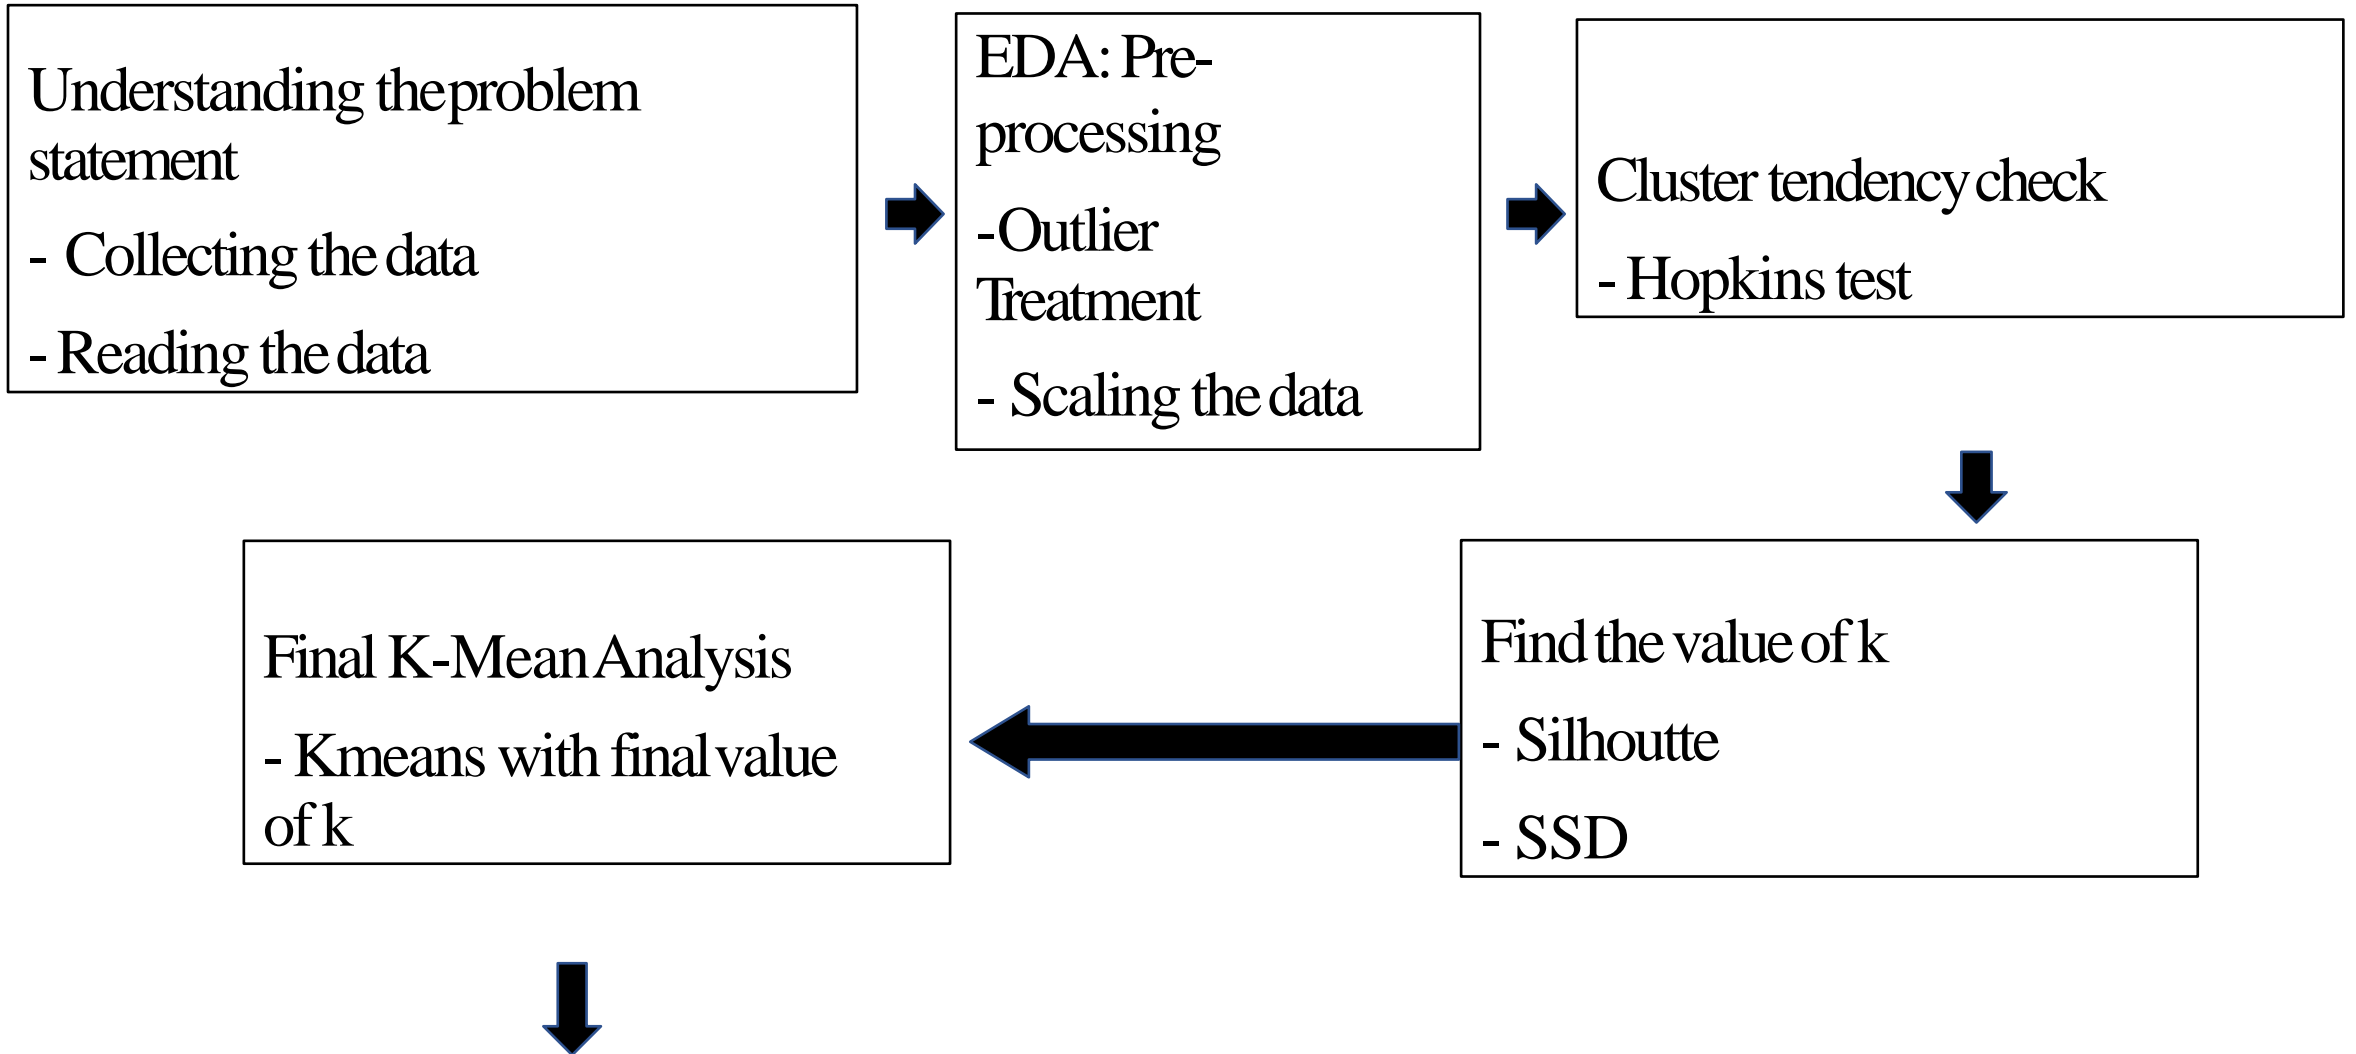 Understanding the problem
statement
- Collecting the data
- Reading the data
EDA: Pre-
processing
-Outlier
Treatment
- Scaling the data
Cluster tendency check
- Hopkins test
Find the value of k
- Silhoutte
- SSD
Final K-Mean Analysis
- Kmeans with final value
of k